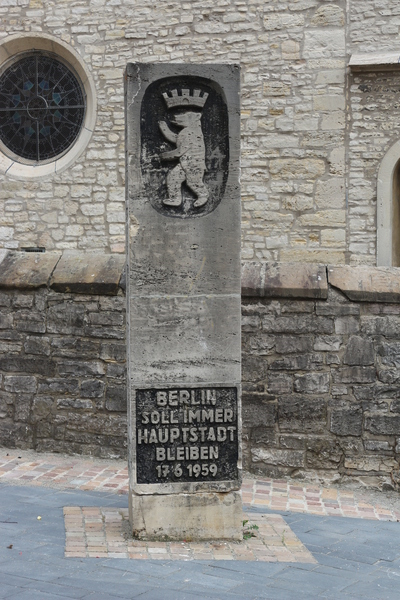 BERLIN
SOLL IMMER
HAUPTSTADT
BLEIBEN
17·6 1959